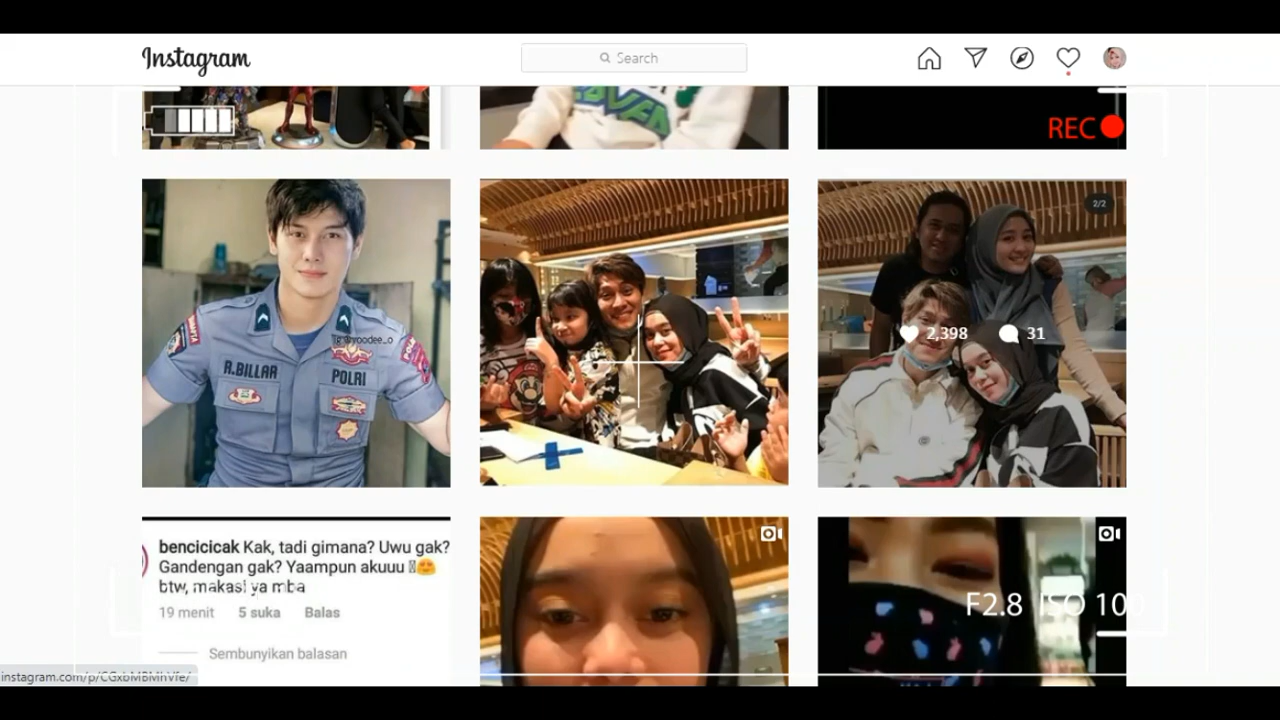 Instagram
Search
REC
2/2
p@yoodee_o
R.BILLAR
POLRI
2,398
31
bencicicak Kak, tadi gimana? Uwu gak?
Gandengan gak? Yaampun akuuu 😍
btw, makasi ya mba
19 menit 5 suka Balas
Sembunyikan balasan
F2.8 ISO 100
instagram.com/p/CGxbMBMhVfe/